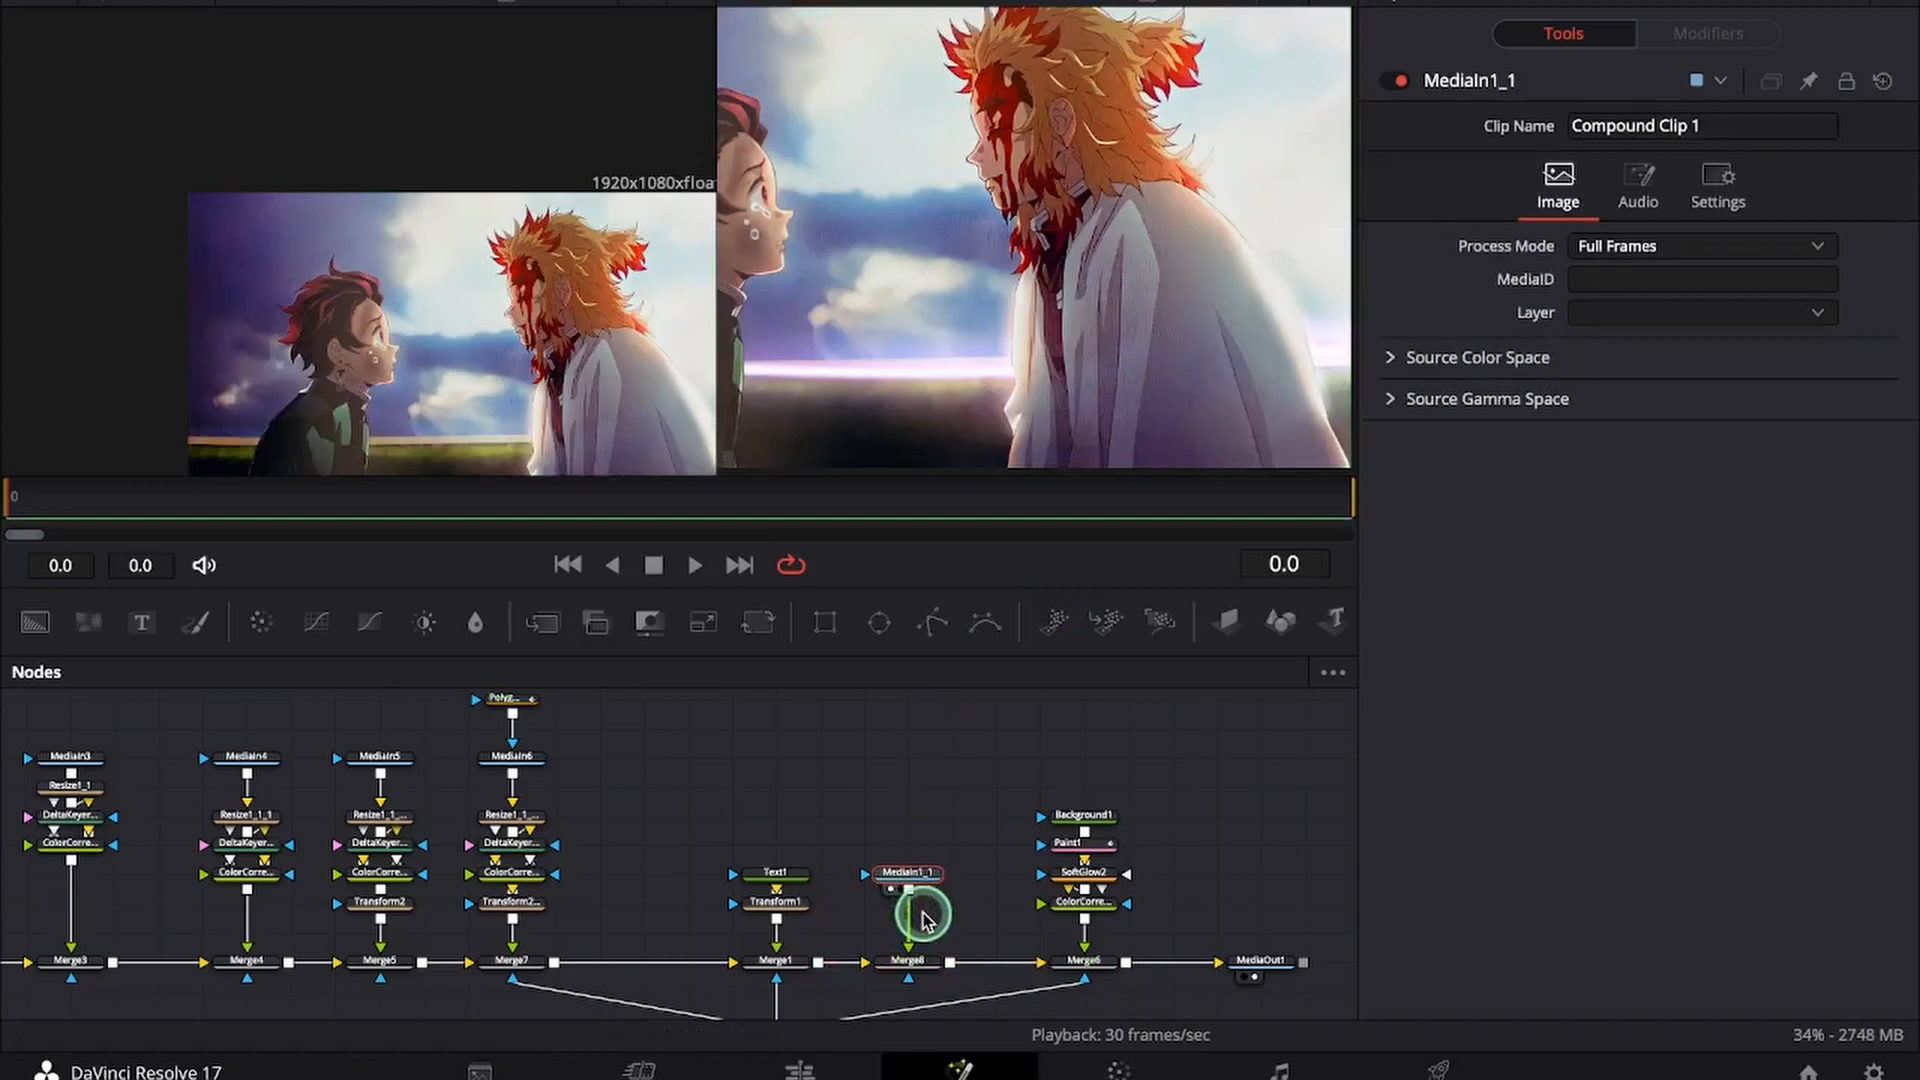 Tools
Modifiers
MediaIn1_1
Clip Name
Compound Clip 1
1920x1080xfloa
Image
Audio
Settings
Process Mode
Full Frames
MediaID
Layer
Source Color Space
Source Gamma Space
0
0.0
0.0
0.0
Nodes
Polyg...
MediaIn3
MediaIn4
MediaIn5
MediaIn6
Resize1_1
Resize1_1_1
Resize1_1_...
Resize1_1_...
Background1
DeltaKeyer...
DeltaKeyer...
DeltaKeyer...
DeltaKeyer...
Paint1
ColorCorre...
ColorCorre...
ColorCorre...
ColorCorre...
Text1
MediaIn1_1
SoftGlow2
Transform2
Transform2...
Transform1
ColorCorre...
Merge3
Merge4
Merge5
Merge7
Merge1
Merge8
Merge6
MediaOut1
Playback: 30 frames/sec
34% - 2748 MB
DaVinci Resolve 17